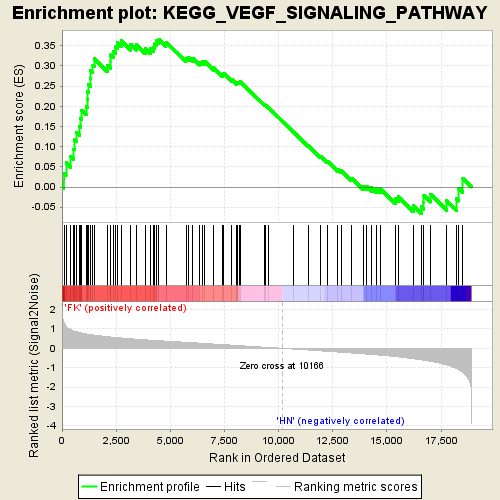 Enrichment plot: KEGG_VEGF_SIGNALING_PATHWAY
Enrichment score (ES)
0.35
0.30
0.25
0.20
0.15
0.10
0.05
0.00
-0.05
'FK' (positively correlated)
Ranked list metric (Signal2Noise)
2
1
0
-1
-2
-3
-4
Zero cross at 10166
'HN' (negatively correlated)
0 2,500 5,000 7,500 10,000 12,500 15,000 17,500
Rank in Ordered Dataset
Enrichment profile Hits Ranking metric scores